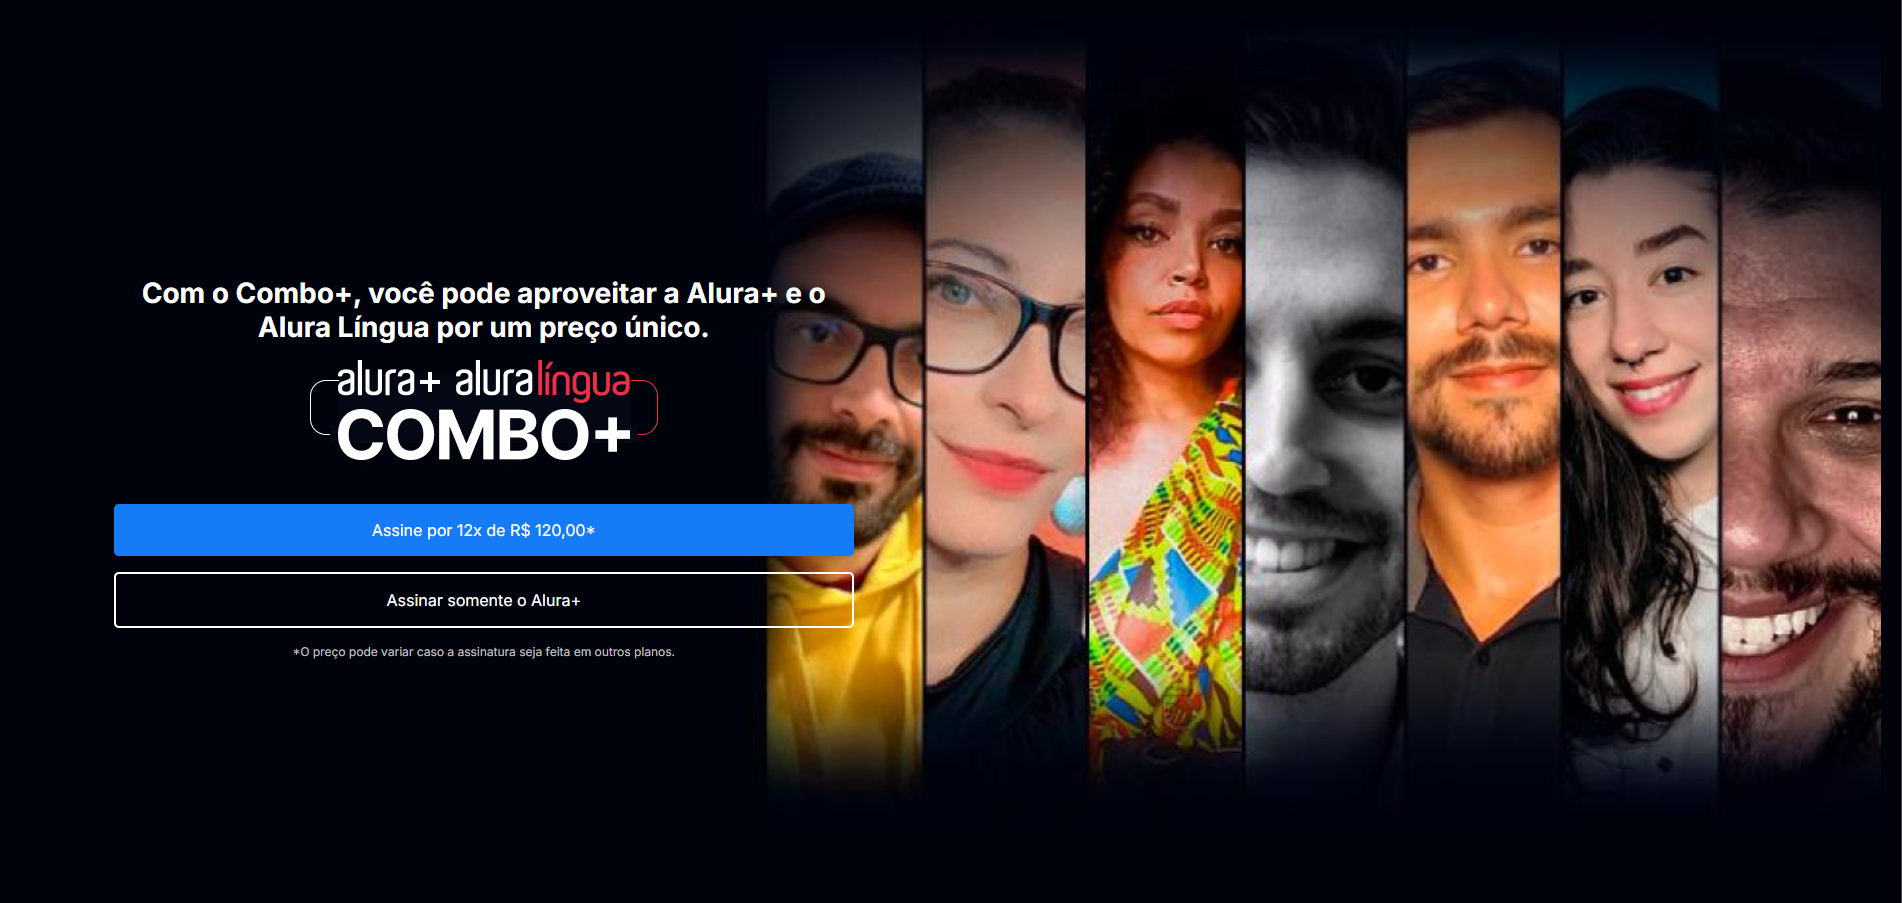 Com o Combo+, você pode aproveitar a Alura+ e o
Alura Língua por um preço único.
alura+ aluralíngua
COMBO+
Assine por 12x de R$ 120,00*
Assinar somente o Alura+
*O preço pode variar caso a assinatura seja feita em outros planos.